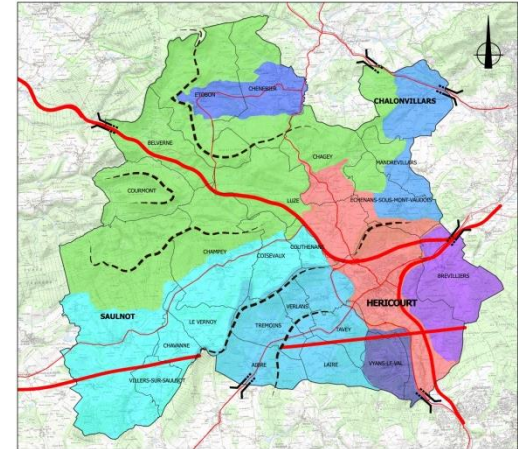 ETOBON
CHENEBIER
CHALONVILLARS
BELVERNE
CHAGEY
MANDREVILLARS
COURMONT
LUZE
ECHENANS-SOUS-MONT-VAUDOIS
CHAMPEY
COUTHENANS
COISEVAUX
BREVILLIERS
SAULNOT
VERLANS
HERICOURT
LE VERNOY
TREMOINS
TAVEY
CHAVANNE
AIBRE
LAIRE
VYANS-LE-VAL
VILLERS-SUR-SAULNOT